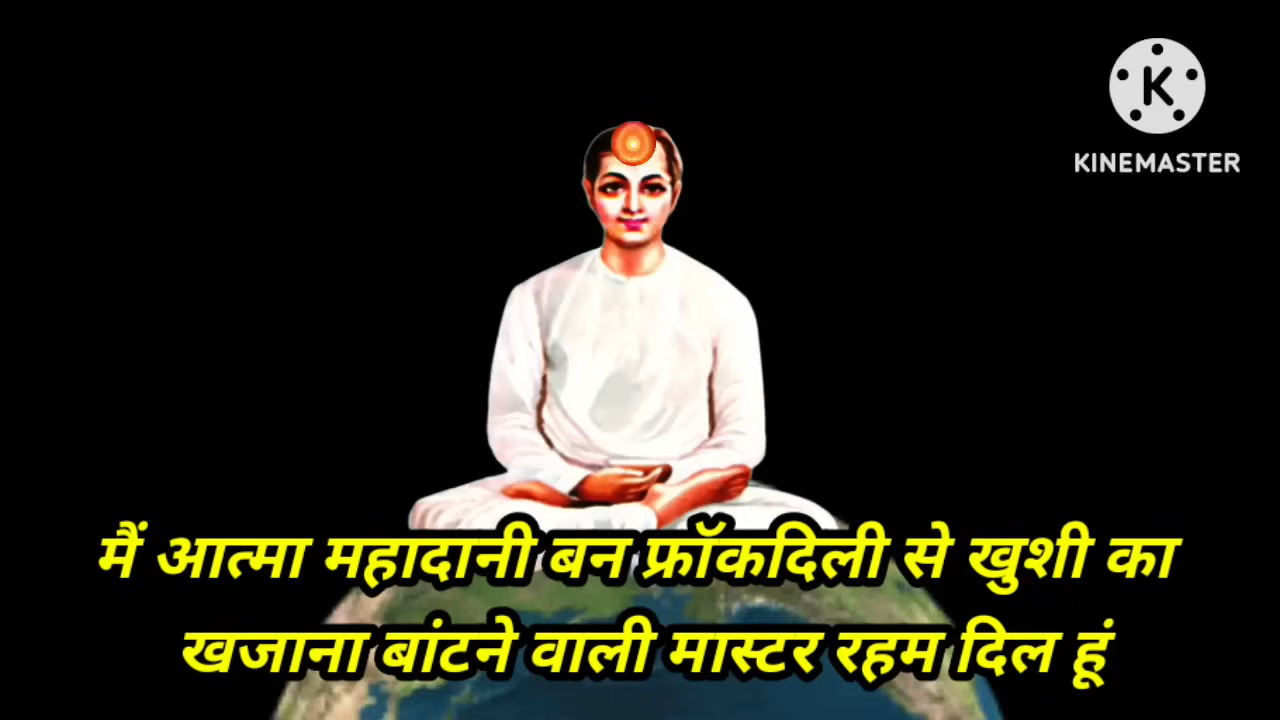 KINEMASTER
मैं आत्मा महादानी बन फ्रॉकदिली से खुशी का
खजाना बांटने वाली मास्टर रहम दिल हूं